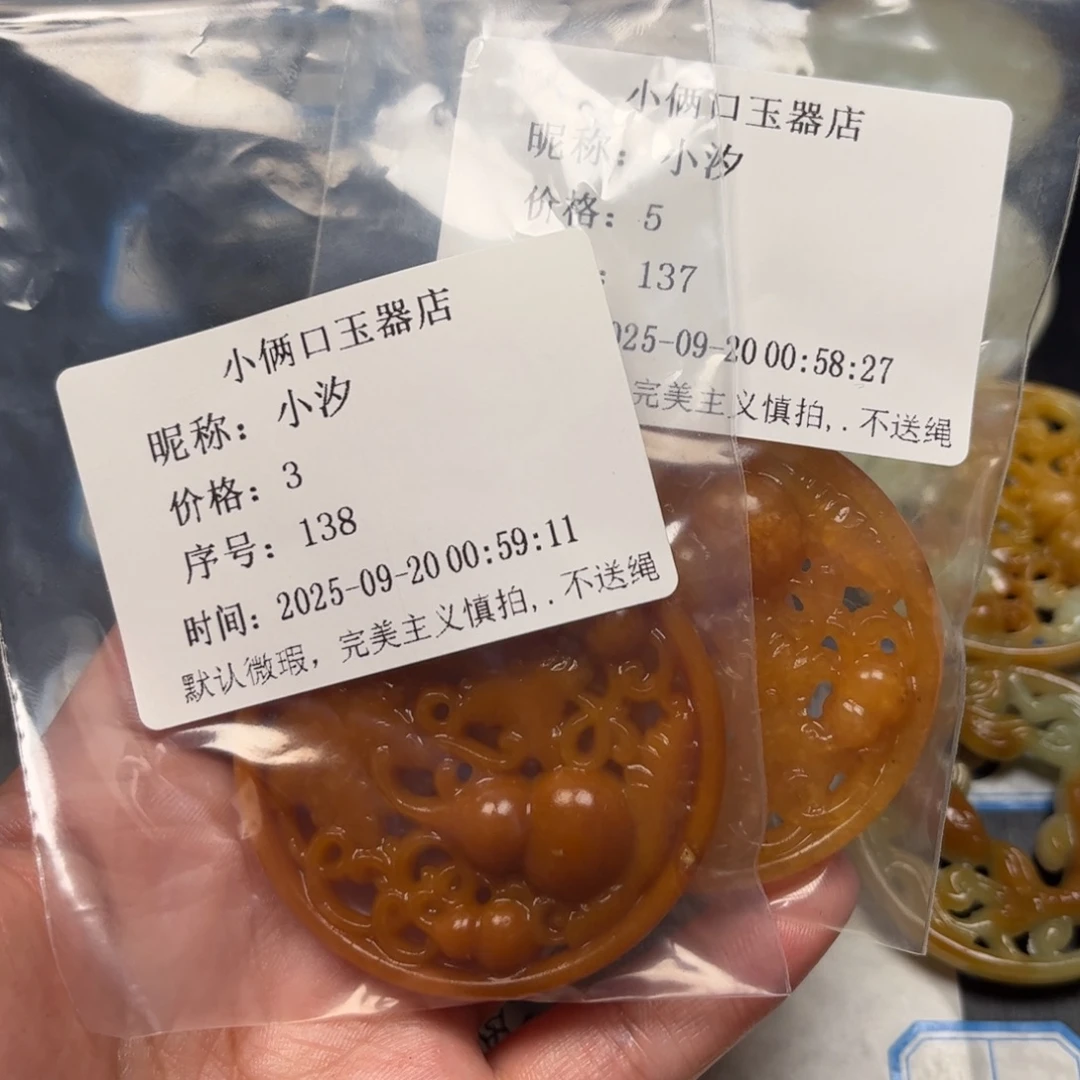 小俩口玉器店
昵称： 小汐
价格： 5
： 137
025-09-20 00:58:27
完美主义慎拍,. 不送绳
小俩口玉器店
昵称： 小汐
价格： 3
序号： 138
时间： 2025-09-20 00:59:11
默认微瑕，完美主义慎拍,. 不送绳